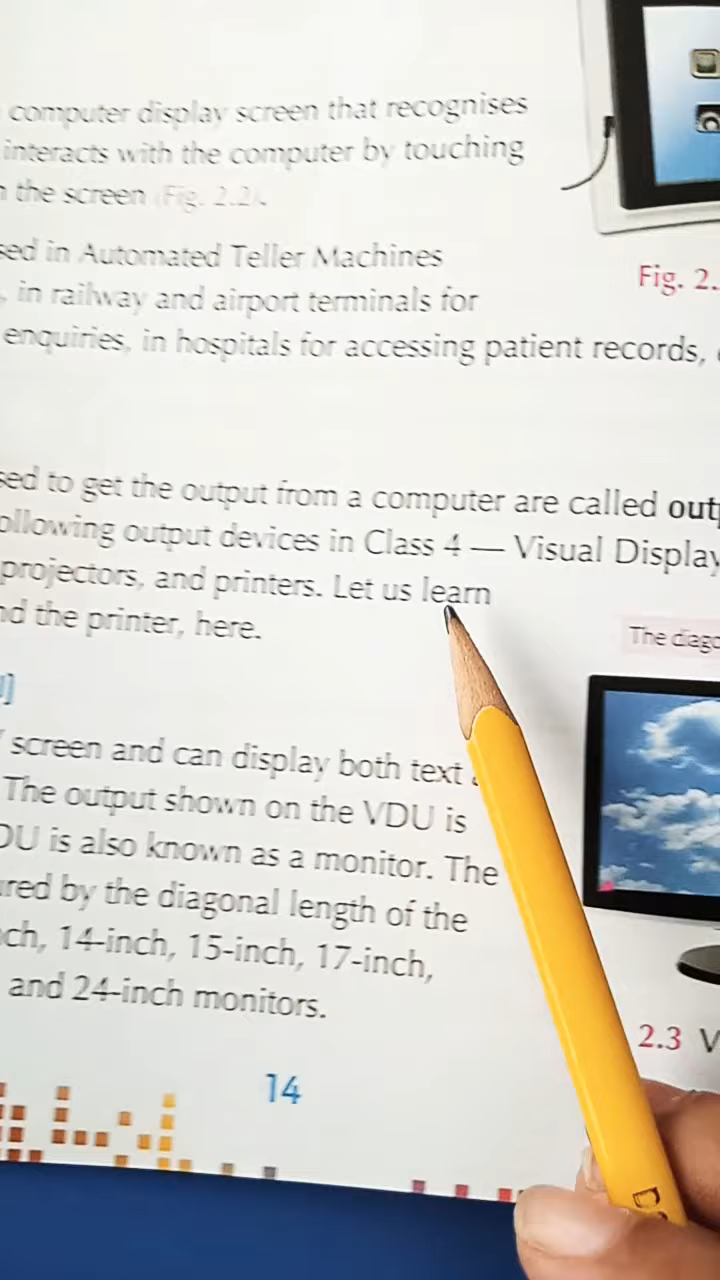 computer display screen that recognises
interacts with the computer by touching
the screen (Fig. 2.2).
sed in Automated Teller Machines
, in railway and airport terminals for
enquiries, in hospitals for accessing patient records,
Fig. 2.
sed to get the output from a computer are called out
ollowing output devices in Class 4 — Visual Display
projectors, and printers. Let us learn
nd the printer, here.
The diago
screen and can display both text
The output shown on the VDU is
DU is also known as a monitor. The
ured by the diagonal length of the
nch, 14-inch, 15-inch, 17-inch,
and 24-inch monitors.
2.3 V
14